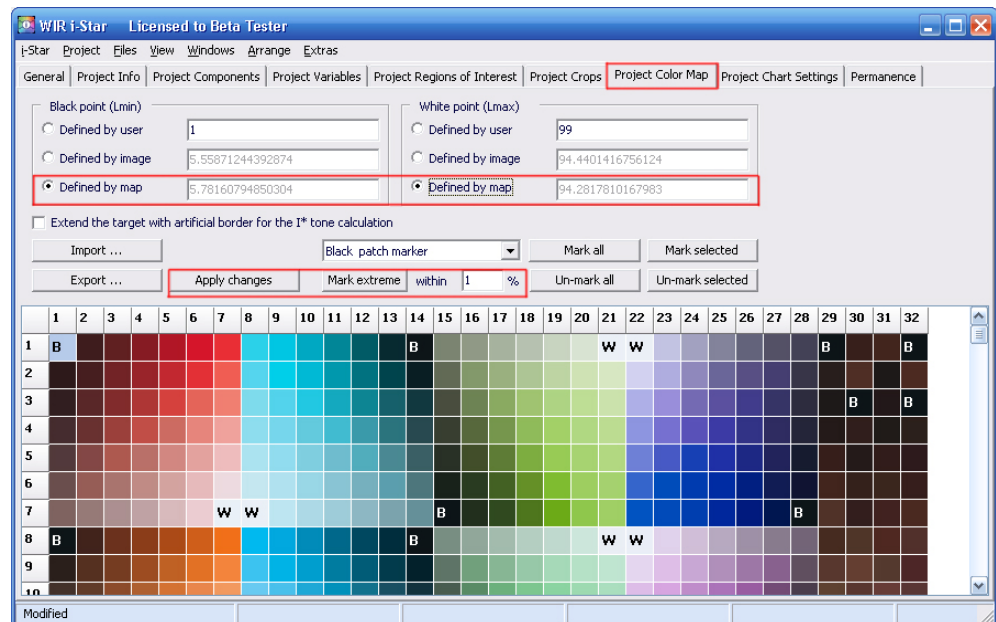 WIR i-Star Licensed to Beta Tester
i-Star Project Files View Windows Arrange Extras
General Project Info Project Components Project Variables Project Regions of Interest Project Crops Project Color Map Project Chart Settings Permanence
Black point (Lmin) White point (Lmax)
Defined by user 1 Defined by user 99
Defined by image 5.55871244392874 Defined by image 94.4401416756124
Defined by map 5.78160794850304 Defined by map 94.2817810167983
Extend the target with artificial border for the I* tone calculation
Import ... Black patch marker Mark all Mark selected
Export ... Apply changes Mark extreme within 1 % Un-mark all Un-mark selected
1 2 3 4 5 6 7 8 9 10 11 12 13 14 15 16 17 18 19 20 21 22 23 24 25 26 27 28 29 30 31 32
1 B B W W B B
2
3 B B
4
5
6
7 W W B B
8 B B W W
9
10
Modified